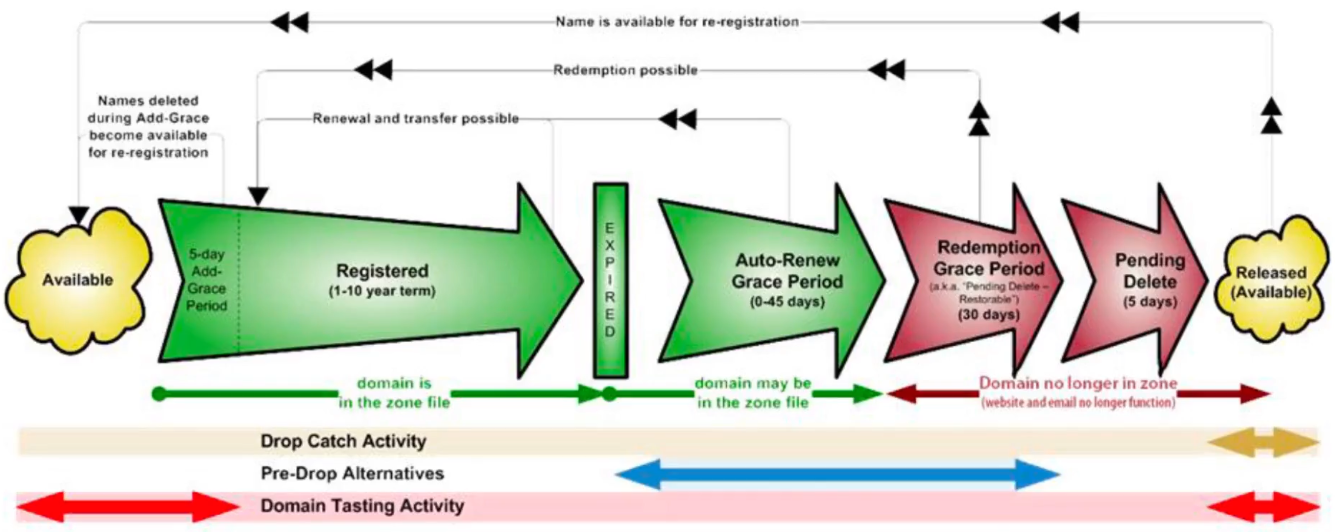 Name is available for re-registration
Redemption possible
Names deleted
during Add-Grace
become available
for re-registration
Renewal and transfer possible
Available
5-day
Add-
Grace
Period
Registered
(1-10 year term)
EXPIRED
Auto-Renew
Grace Period
(0-45 days)
Redemption
Grace Period
(a.k.a. "Pending Delete –
Restorable")
(30 days)
Pending
Delete
(5 days)
Released
(Available)
domain is
in the zone file
domain may be
in the zone file
Domain no longer in zone
(website and email no longer function)
Drop Catch Activity
Pre-Drop Alternatives
Domain Tasting Activity